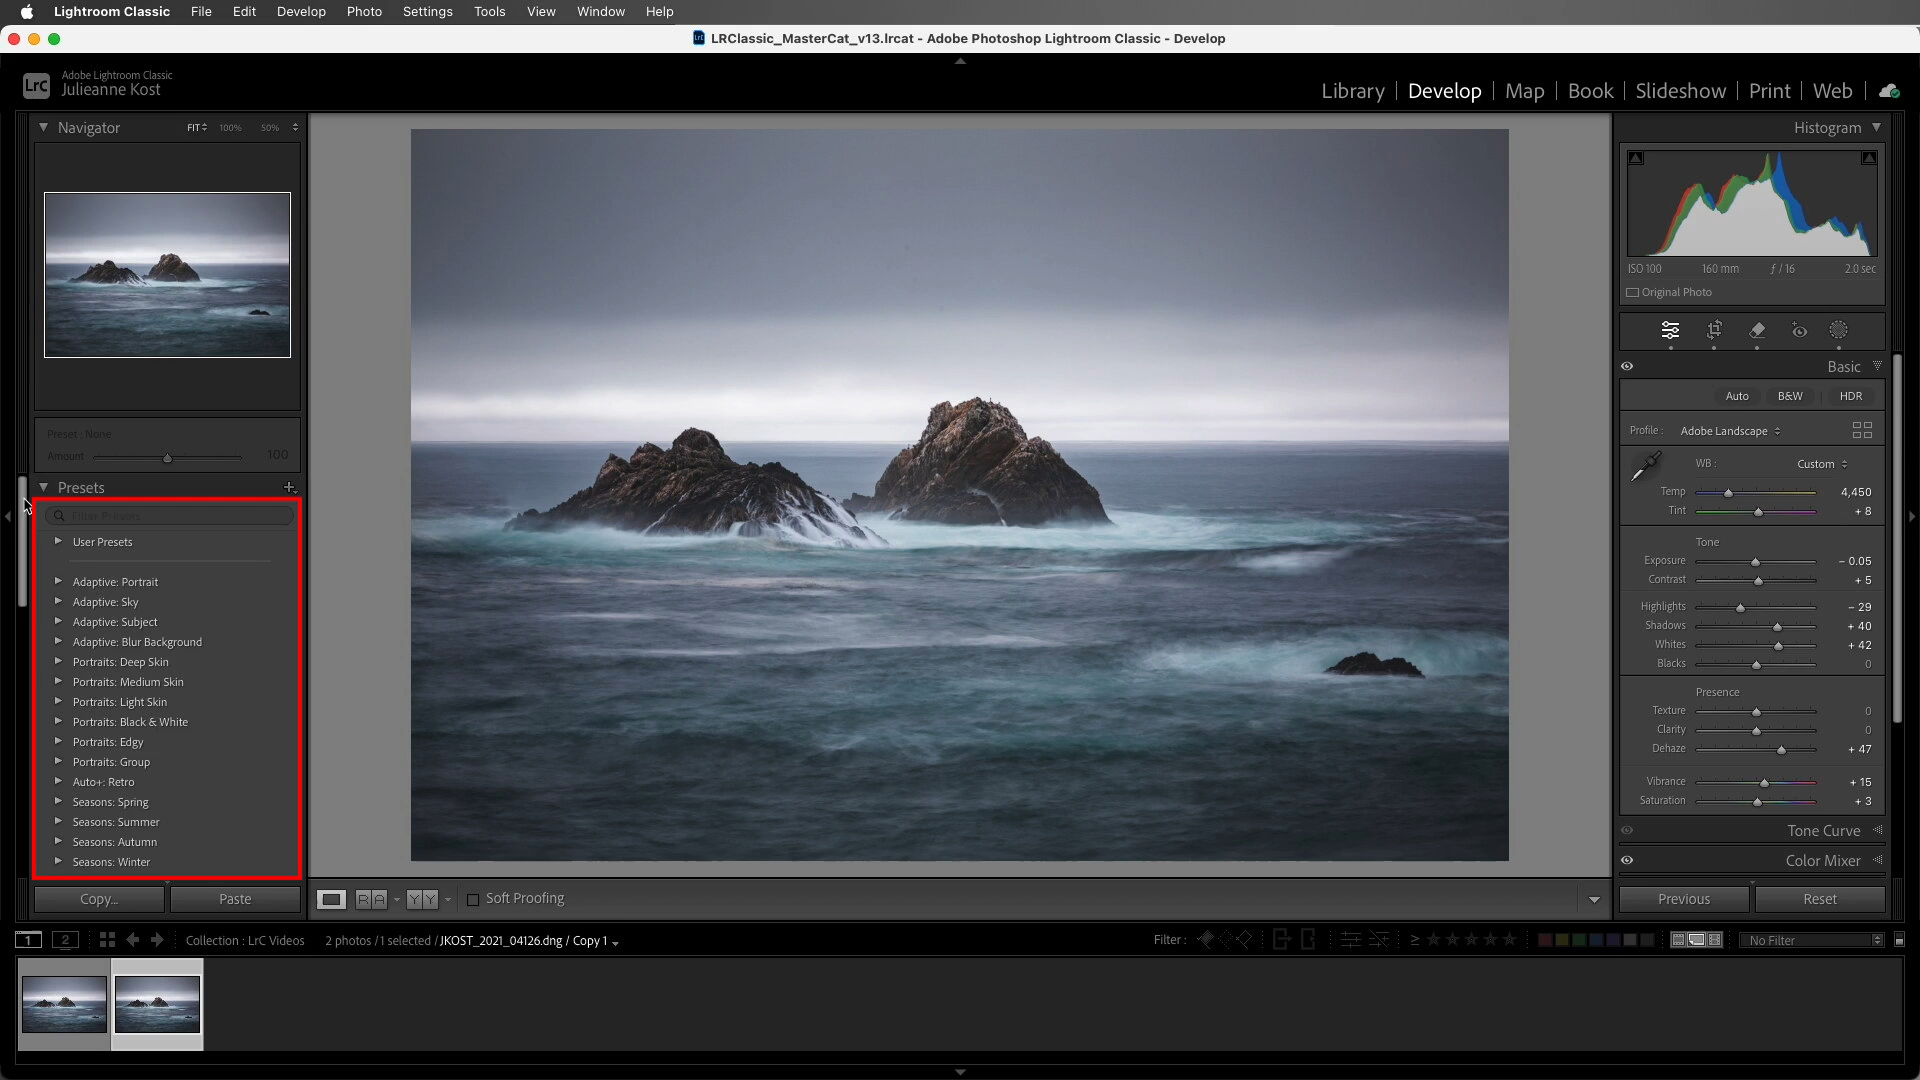 Lightroom Classic File Edit Develop Photo Settings Tools View Window Help
LRClassic_MasterCat_v13.lrcat - Adobe Photoshop Lightroom Classic - Develop
LrC
Adobe Lightroom Classic
Julieanne Kost
Library | Develop | Map | Book | Slideshow | Print | Web
Navigator FIT 100% 50%
Preset : None
Amount 100
Presets
Filter Presets
User Presets
Adaptive: Portrait
Adaptive: Sky
Adaptive: Subject
Adaptive: Blur Background
Portraits: Deep Skin
Portraits: Medium Skin
Portraits: Light Skin
Portraits: Black & White
Portraits: Edgy
Portraits: Group
Auto+: Retro
Seasons: Spring
Seasons: Summer
Seasons: Autumn
Seasons: Winter
Copy... Paste
R A Y Y Soft Proofing
Histogram
ISO 100 160 mm ƒ / 16 2.0 sec
Original Photo
Basic
Auto B&W HDR
Profile : Adobe Landscape
WB : Custom
Temp 4,450
Tint + 8
Tone
Exposure − 0.05
Contrast + 5
Highlights − 29
Shadows + 40
Whites + 42
Blacks 0
Presence
Texture 0
Clarity 0
Dehaze + 47
Vibrance + 15
Saturation + 3
Tone Curve
Color Mixer
Previous Reset
1 2 Collection : LrC Videos 2 photos / 1 selected / JKOST_2021_04126.dng / Copy 1 Filter : ≥ No Filter